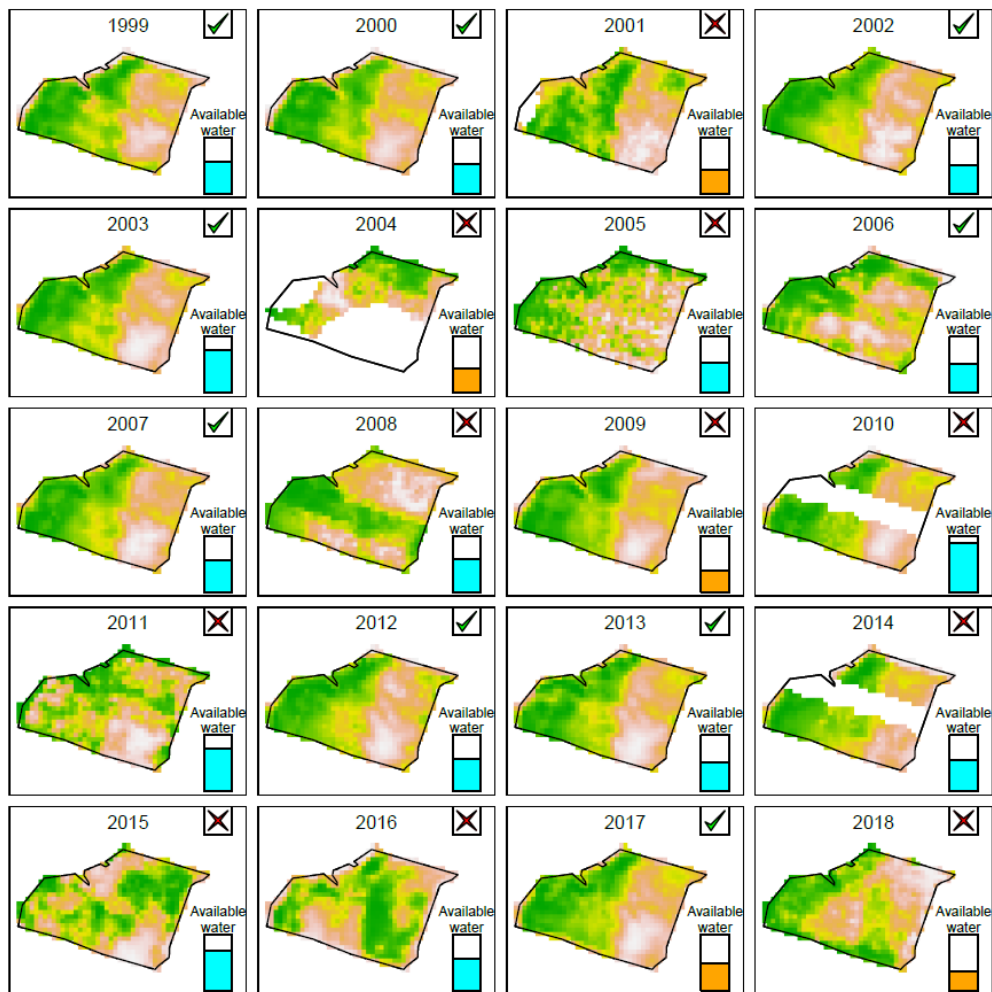 1999
Available
water
2000
Available
water
2001
Available
water
2002
Available
water
2003
Available
water
2004
Available
water
2005
Available
water
2006
Available
water
2007
Available
water
2008
Available
water
2009
Available
water
2010
Available
water
2011
Available
water
2012
Available
water
2013
Available
water
2014
Available
water
2015
Available
water
2016
Available
water
2017
Available
water
2018
Available
water